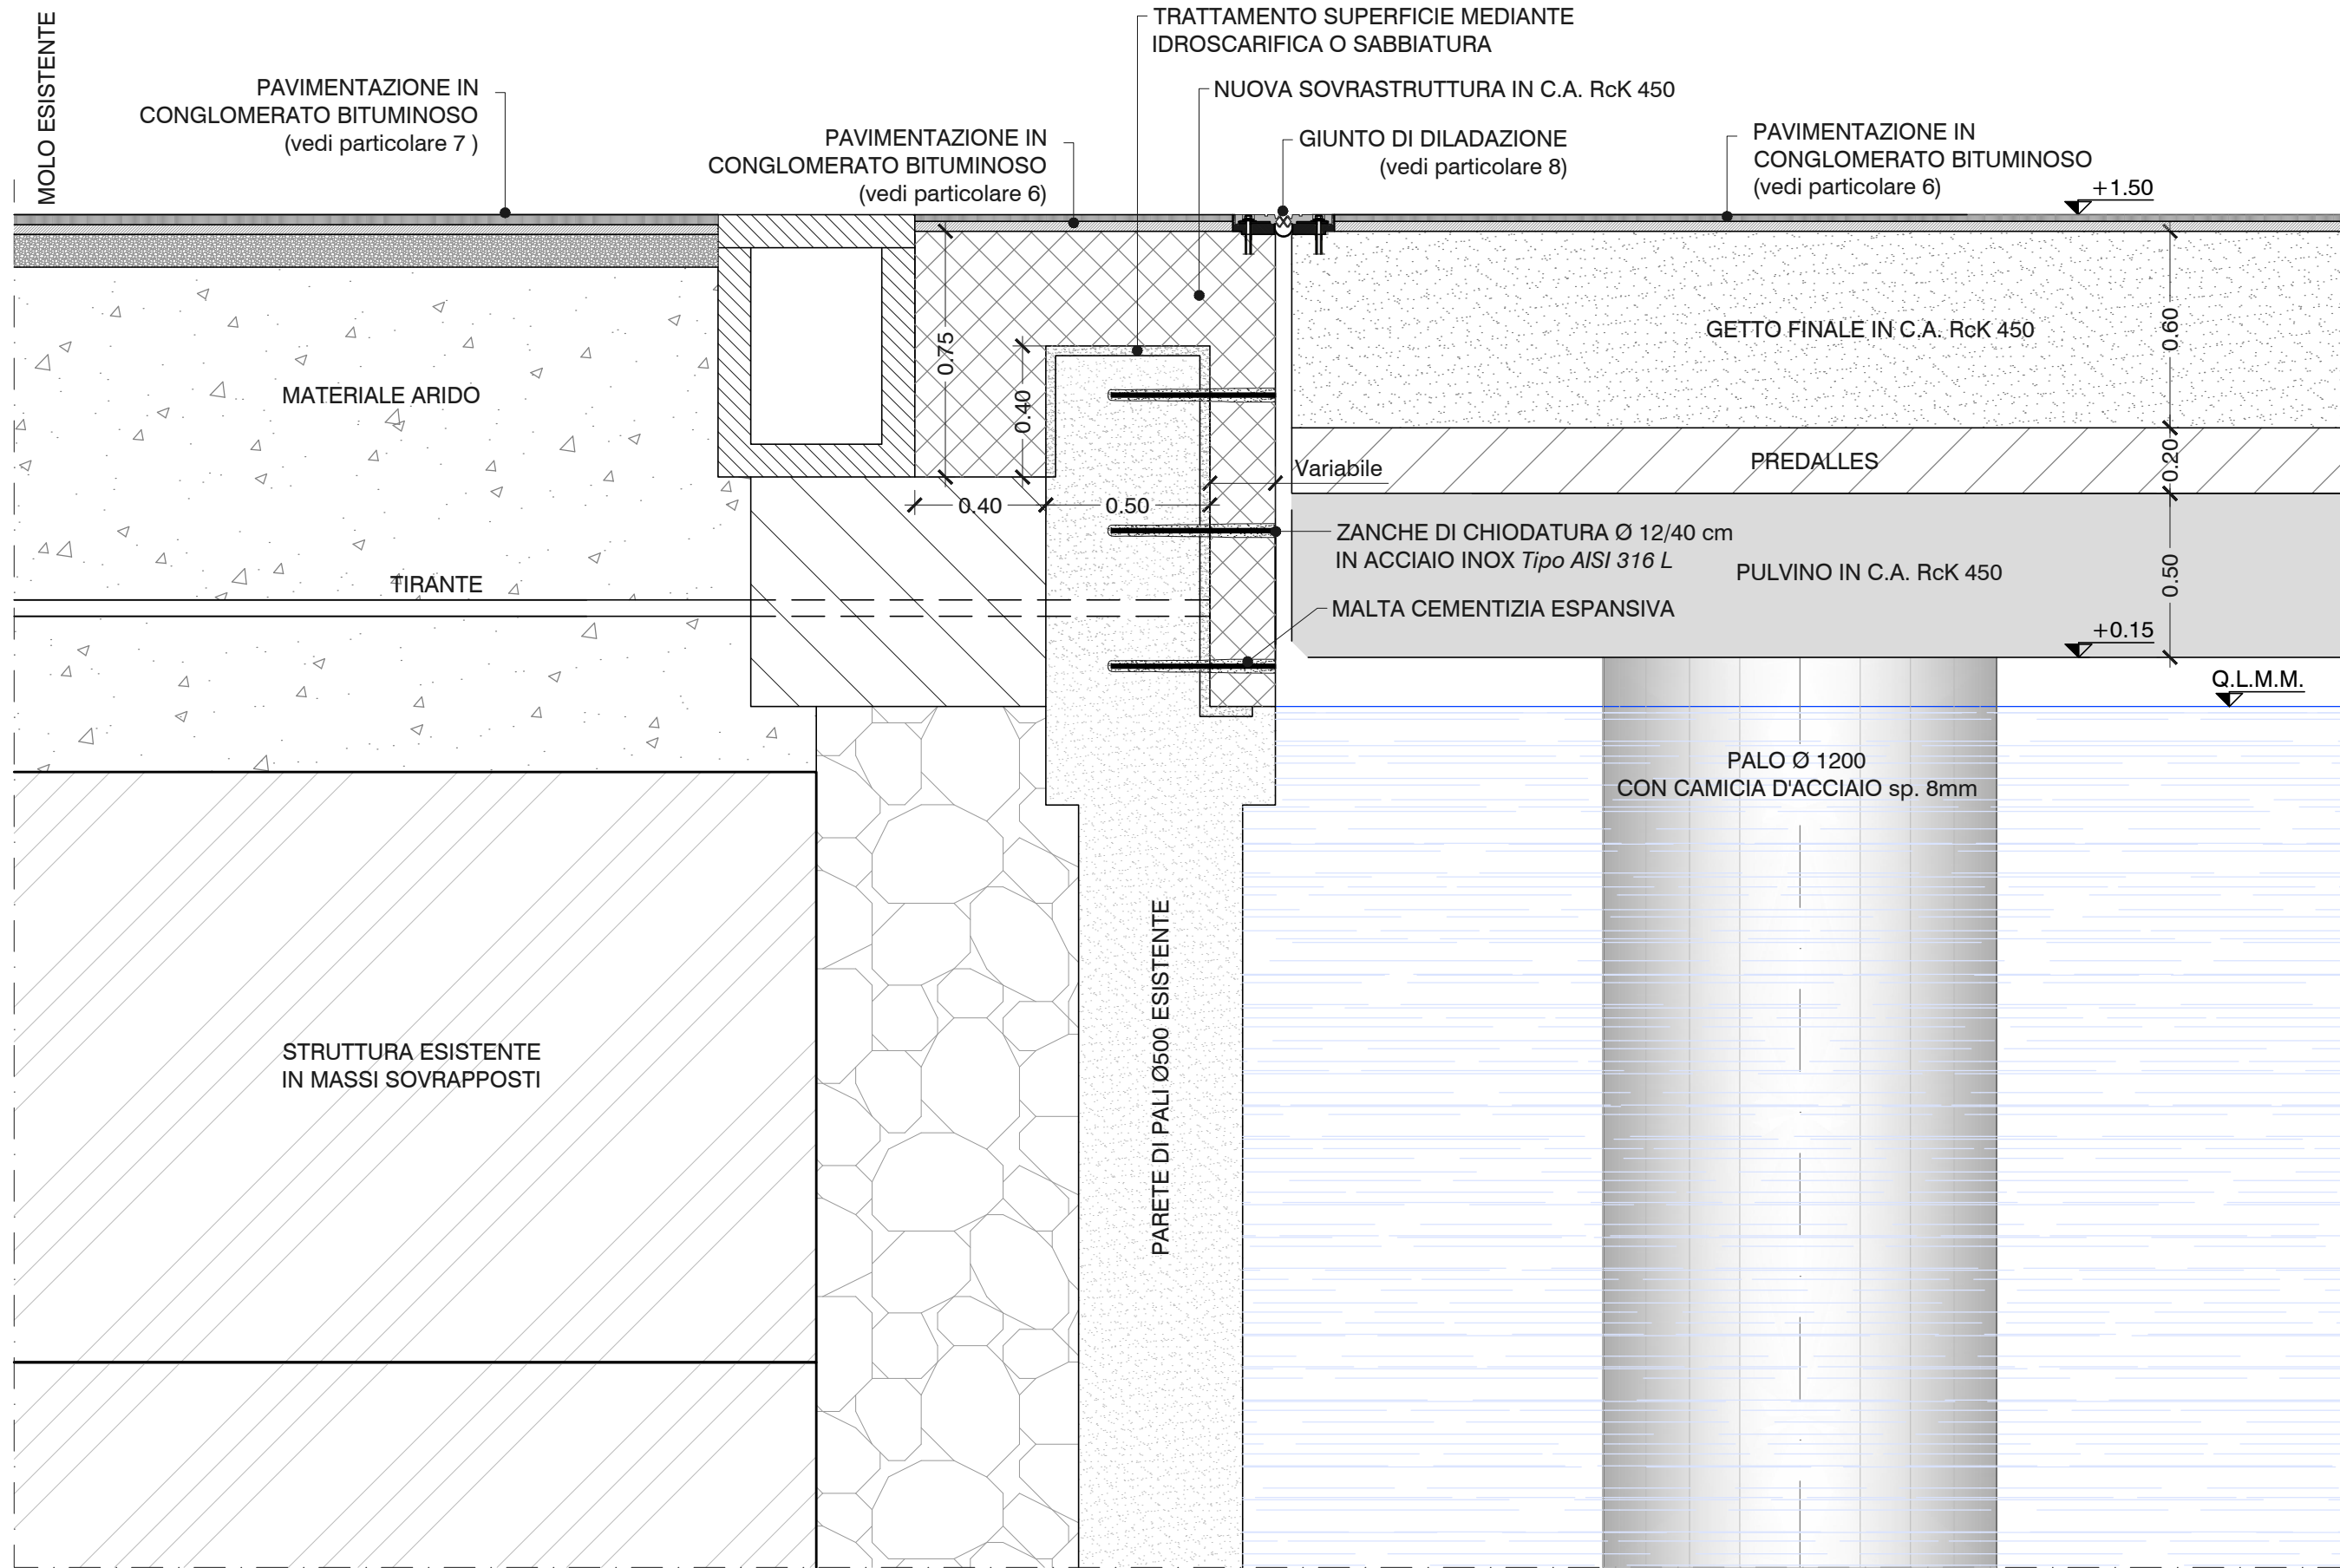 MOLO ESISTENTE
PAVIMENTAZIONE IN
CONGLOMERATO BITUMINOSO
(vedi particolare 7 )
PAVIMENTAZIONE IN
CONGLOMERATO BITUMINOSO
(vedi particolare 6)
TRATTAMENTO SUPERFICIE MEDIANTE
IDROSCARIFICA O SABBIATURA
NUOVA SOVRASTRUTTURA IN C.A. RcK 450
GIUNTO DI DILADAZIONE
(vedi particolare 8)
PAVIMENTAZIONE IN
CONGLOMERATO BITUMINOSO
(vedi particolare 6)
+1.50
MATERIALE ARIDO
0.75
0.40
GETTO FINALE IN C.A. RcK 450
0.60
Variabile
PREDALLES
0.20
0.40
0.50
ZANCHE DI CHIODATURA Ø 12/40 cm
IN ACCIAIO INOX Tipo AISI 316 L
PULVINO IN C.A. RcK 450
0.50
TIRANTE
MALTA CEMENTIZIA ESPANSIVA
+0.15
Q.L.M.M.
PALO Ø 1200
CON CAMICIA D'ACCIAIO sp. 8mm
STRUTTURA ESISTENTE
IN MASSI SOVRAPPOSTI
PARETE DI PALI Ø500 ESISTENTE